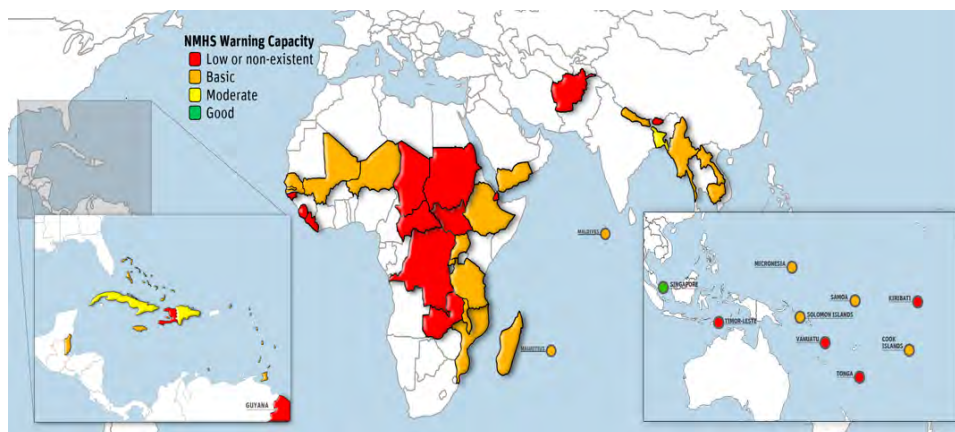 NMHS Warning Capacity
Low or non-existent
Basic
Moderate
Good
MALDIVES
MAURITIUS
GUYANA
MICRONESIA
SINGAPORE
SAMOA
KIRIBATI
SOLOMON ISLANDS
TIMOR-LESTE
VANUATU
COOK
ISLANDS
TONGA